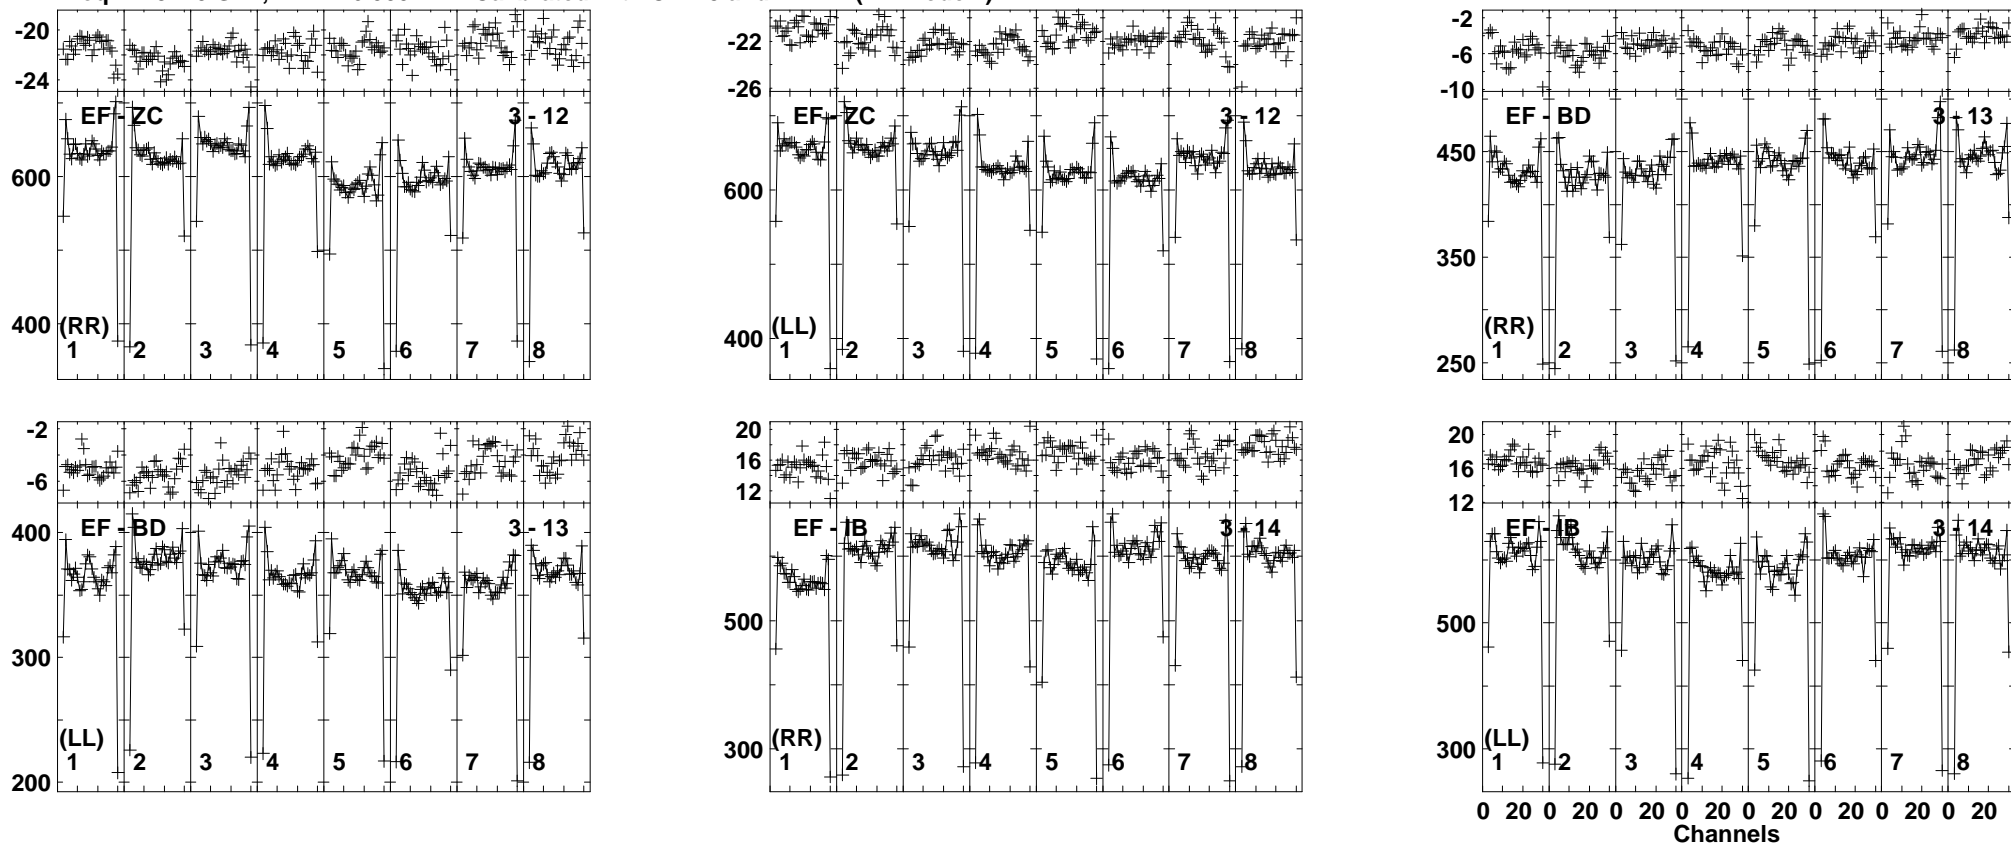 -20
-24
EF - ZC
3 - 12
600
400
(RR)
1 2 3 4 5 6 7 8
-22
-26
EF - ZC
3 - 12
600
400
(LL)
1 2 3 4 5 6 7 8
-2
-6
-10
EF - BD
3 - 13
450
350
250
(RR)
1 2 3 4 5 6 7 8
-2
-6
EF - BD
3 - 13
400
300
200
(LL)
1 2 3 4 5 6 7 8
20
16
12
EF - IB
3 - 14
500
300
(RR)
1 2 3 4 5 6 7 8
20
16
12
EF - IB
3 - 14
500
300
(LL)
1 2 3 4 5 6 7 8
0 20 0 20 0 20 0 20 0 20 0 20 0 20 0 20
Channels